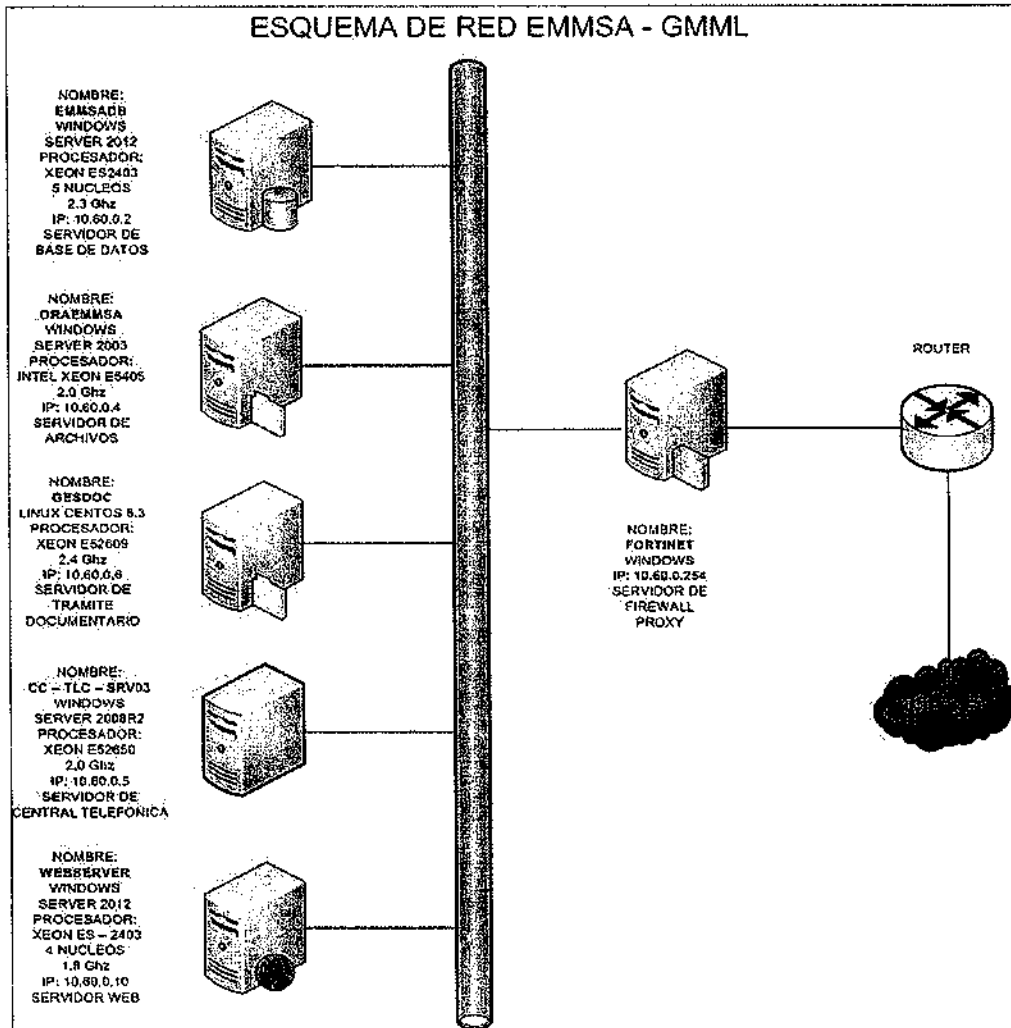 ESQUEMA DE RED EMMSA - GMML
NOMBRE:
EMMSADB
WINDOWS
SERVER 2012
PROCESADOR:
XEON ES2403
5 NUCLEOS
2.3 Ghz
IP: 10.60.0.2
SERVIDOR DE
BASE DE DATOS
NOMBRE:
ORAEMMSA
WINDOWS
SERVER 2003
PROCESADOR:
INTEL XEON E5405
2.0 Ghz
IP: 10.60.0.4
SERVIDOR DE
ARCHIVOS
NOMBRE:
GESDOC
LINUX CENTOS 6.3
PROCESADOR:
XEON E52609
2.4 Ghz
IP: 10.60.0.6
SERVIDOR DE
TRAMITE
DOCUMENTARIO
NOMBRE:
CC – TLC – SRV03
WINDOWS
SERVER 2008R2
PROCESADOR:
XEON E52650
2.0 Ghz
IP: 10.60.0.5
SERVIDOR DE
CENTRAL TELEFONICA
NOMBRE:
WEBSERVER
WINDOWS
SERVER 2012
PROCESADOR:
XEON ES – 2403
4 NUCLEOS
1.8 Ghz
IP: 10.60.0.10
SERVIDOR WEB
NOMBRE:
FORTINET
WINDOWS
IP: 10.60.0.254
SERVIDOR DE
FIREWALL
PROXY
ROUTER